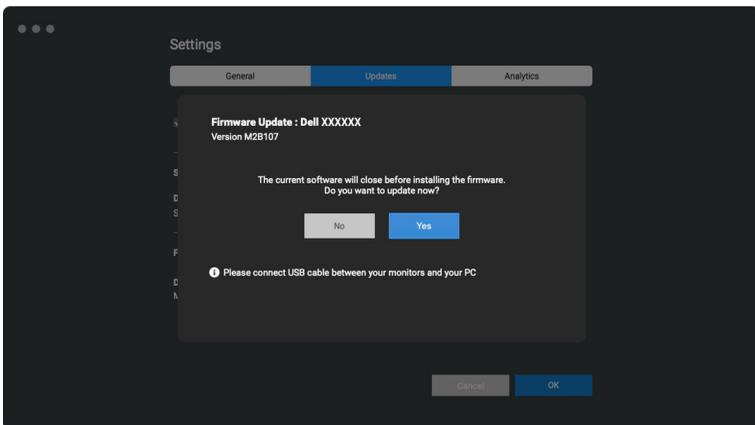 Settings
General
Updates
Analytics
Firmware Update : Dell XXXXXX
Version M2B107
The current software will close before installing the firmware.
Do you want to update now?
No
Yes
Please connect USB cable between your monitors and your PC
Cancel
OK